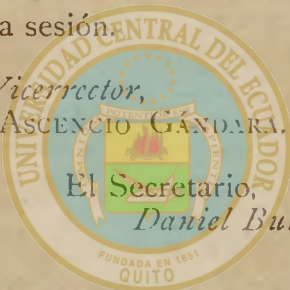 a sesión.
Vicerrector,
ASCENCIO GÁNDARA.
El Secretario,
Daniel Bu
UNIVERSIDAD CENTRAL DEL ECUADOR
FUNDADA EN 1651
QUITO